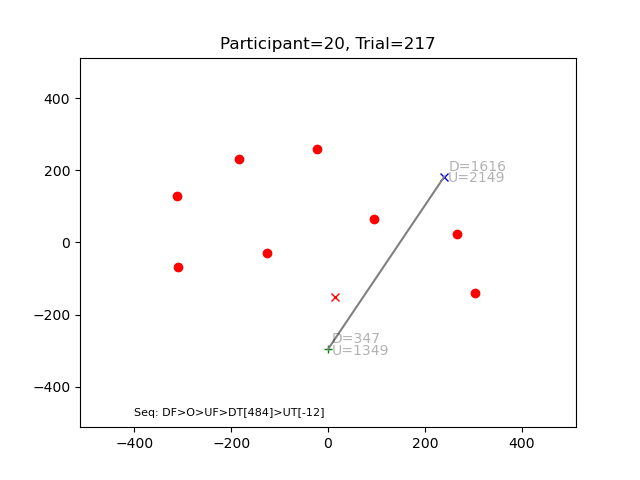 Participant=20, Trial=217
400
200
0
−200
−400
D=1616
U=2149
D=347
U=1349
Seq: DF>O>UF>DT[484]>UT[-12]
−400
−200
0
200
400